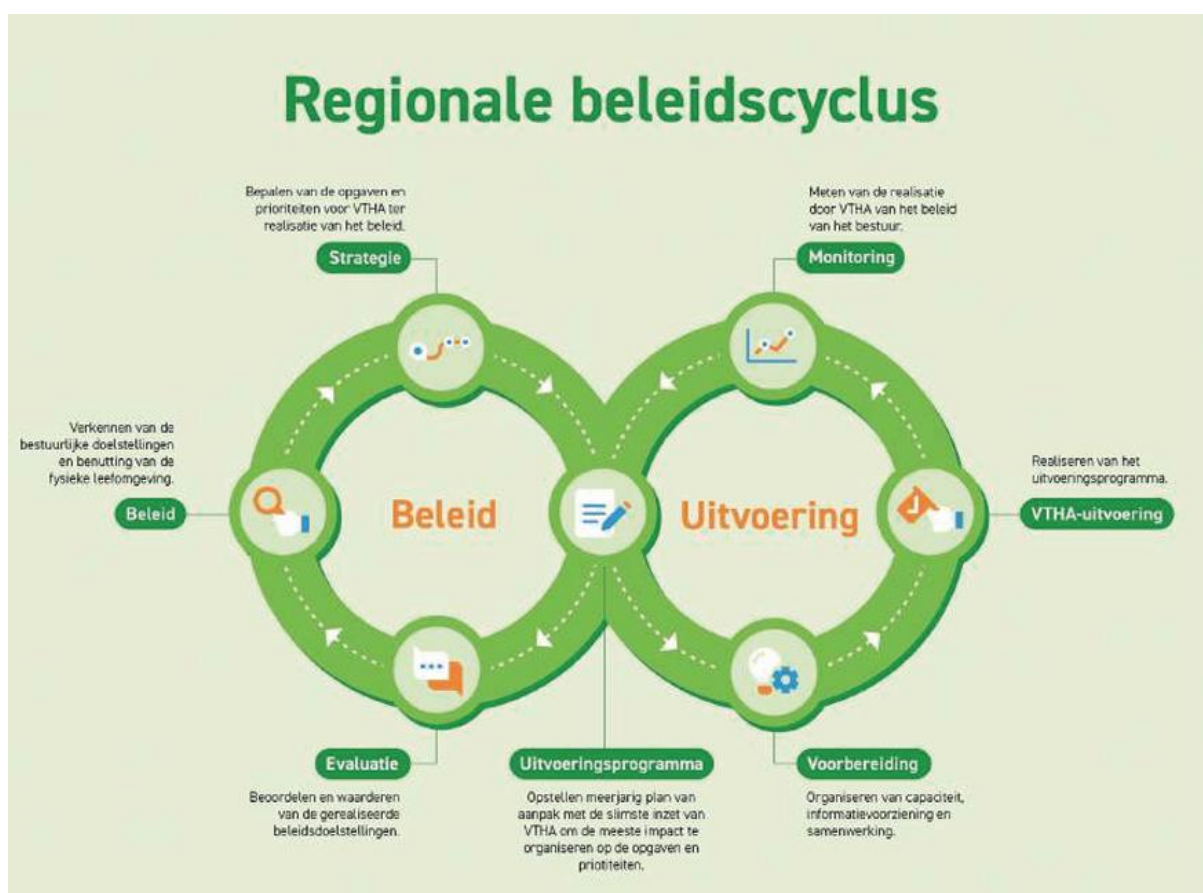 Regionale beleidscyclus
Bepalen van de opgaven en
prioriteiten voor VTHA ter
realisatie van het beleid.
Strategie
Meten van de realisatie
door VTHA van het beleid
van het bestuur.
Monitoring
Verkennen van de
bestuurlijke doelstellingen
en benutting van de
fysieke leefomgeving.
Beleid
Beleid
Uitvoering
Realiseren van het
uitvoeringsprogramma.
VTHA-uitvoering
Evaluatie
Beoordelen en waarderen
van de gerealiseerde
beleidsdoelstellingen.
Uitvoeringsprogramma
Opstellen meerjarig plan van
aanpak met de slimste inzet van
VTHA om de meeste impact te
organiseren op de opgaven en
priotiteiten.
Voorbereiding
Organiseren van capaciteit,
informatievoorziening en
samenwerking.